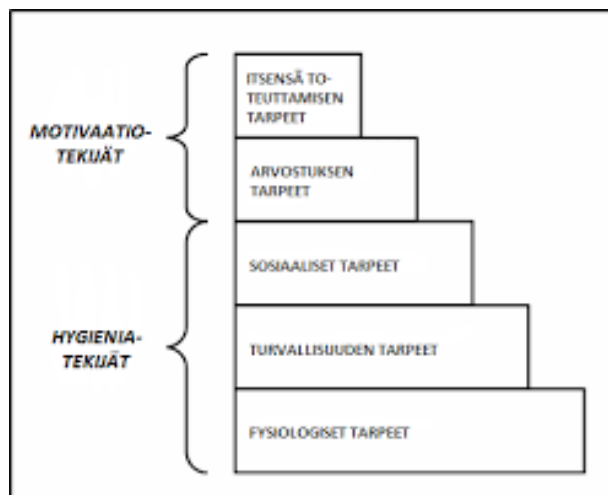 ITSENSÄ TO-
TEUTTAMISEN
TARPEET
MOTIVAATIO-
TEKIJÄT
ARVOSTUKSEN
TARPEET
SOSIAALISET TARPEET
HYGIENIA-
TEKIJÄT
TURVALLISUUDEN TARPEET
FYSIOLOGISET TARPEET